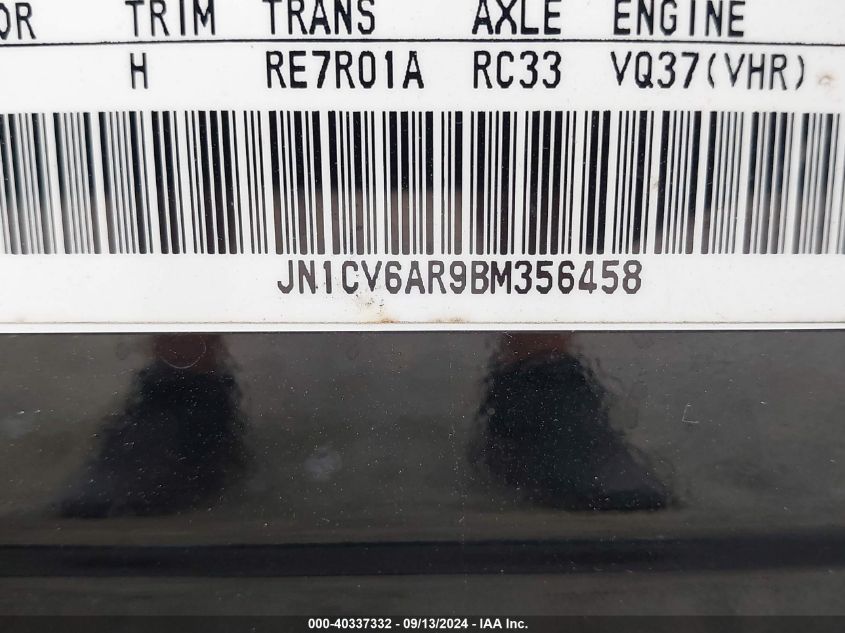 OR TRIM TRANS AXLE ENGINE
H RE7R01A RC33 VQ37(VHR)
JN1CV6AR9BM356458
000-40337332 - 09/13/2024 - IAA Inc.